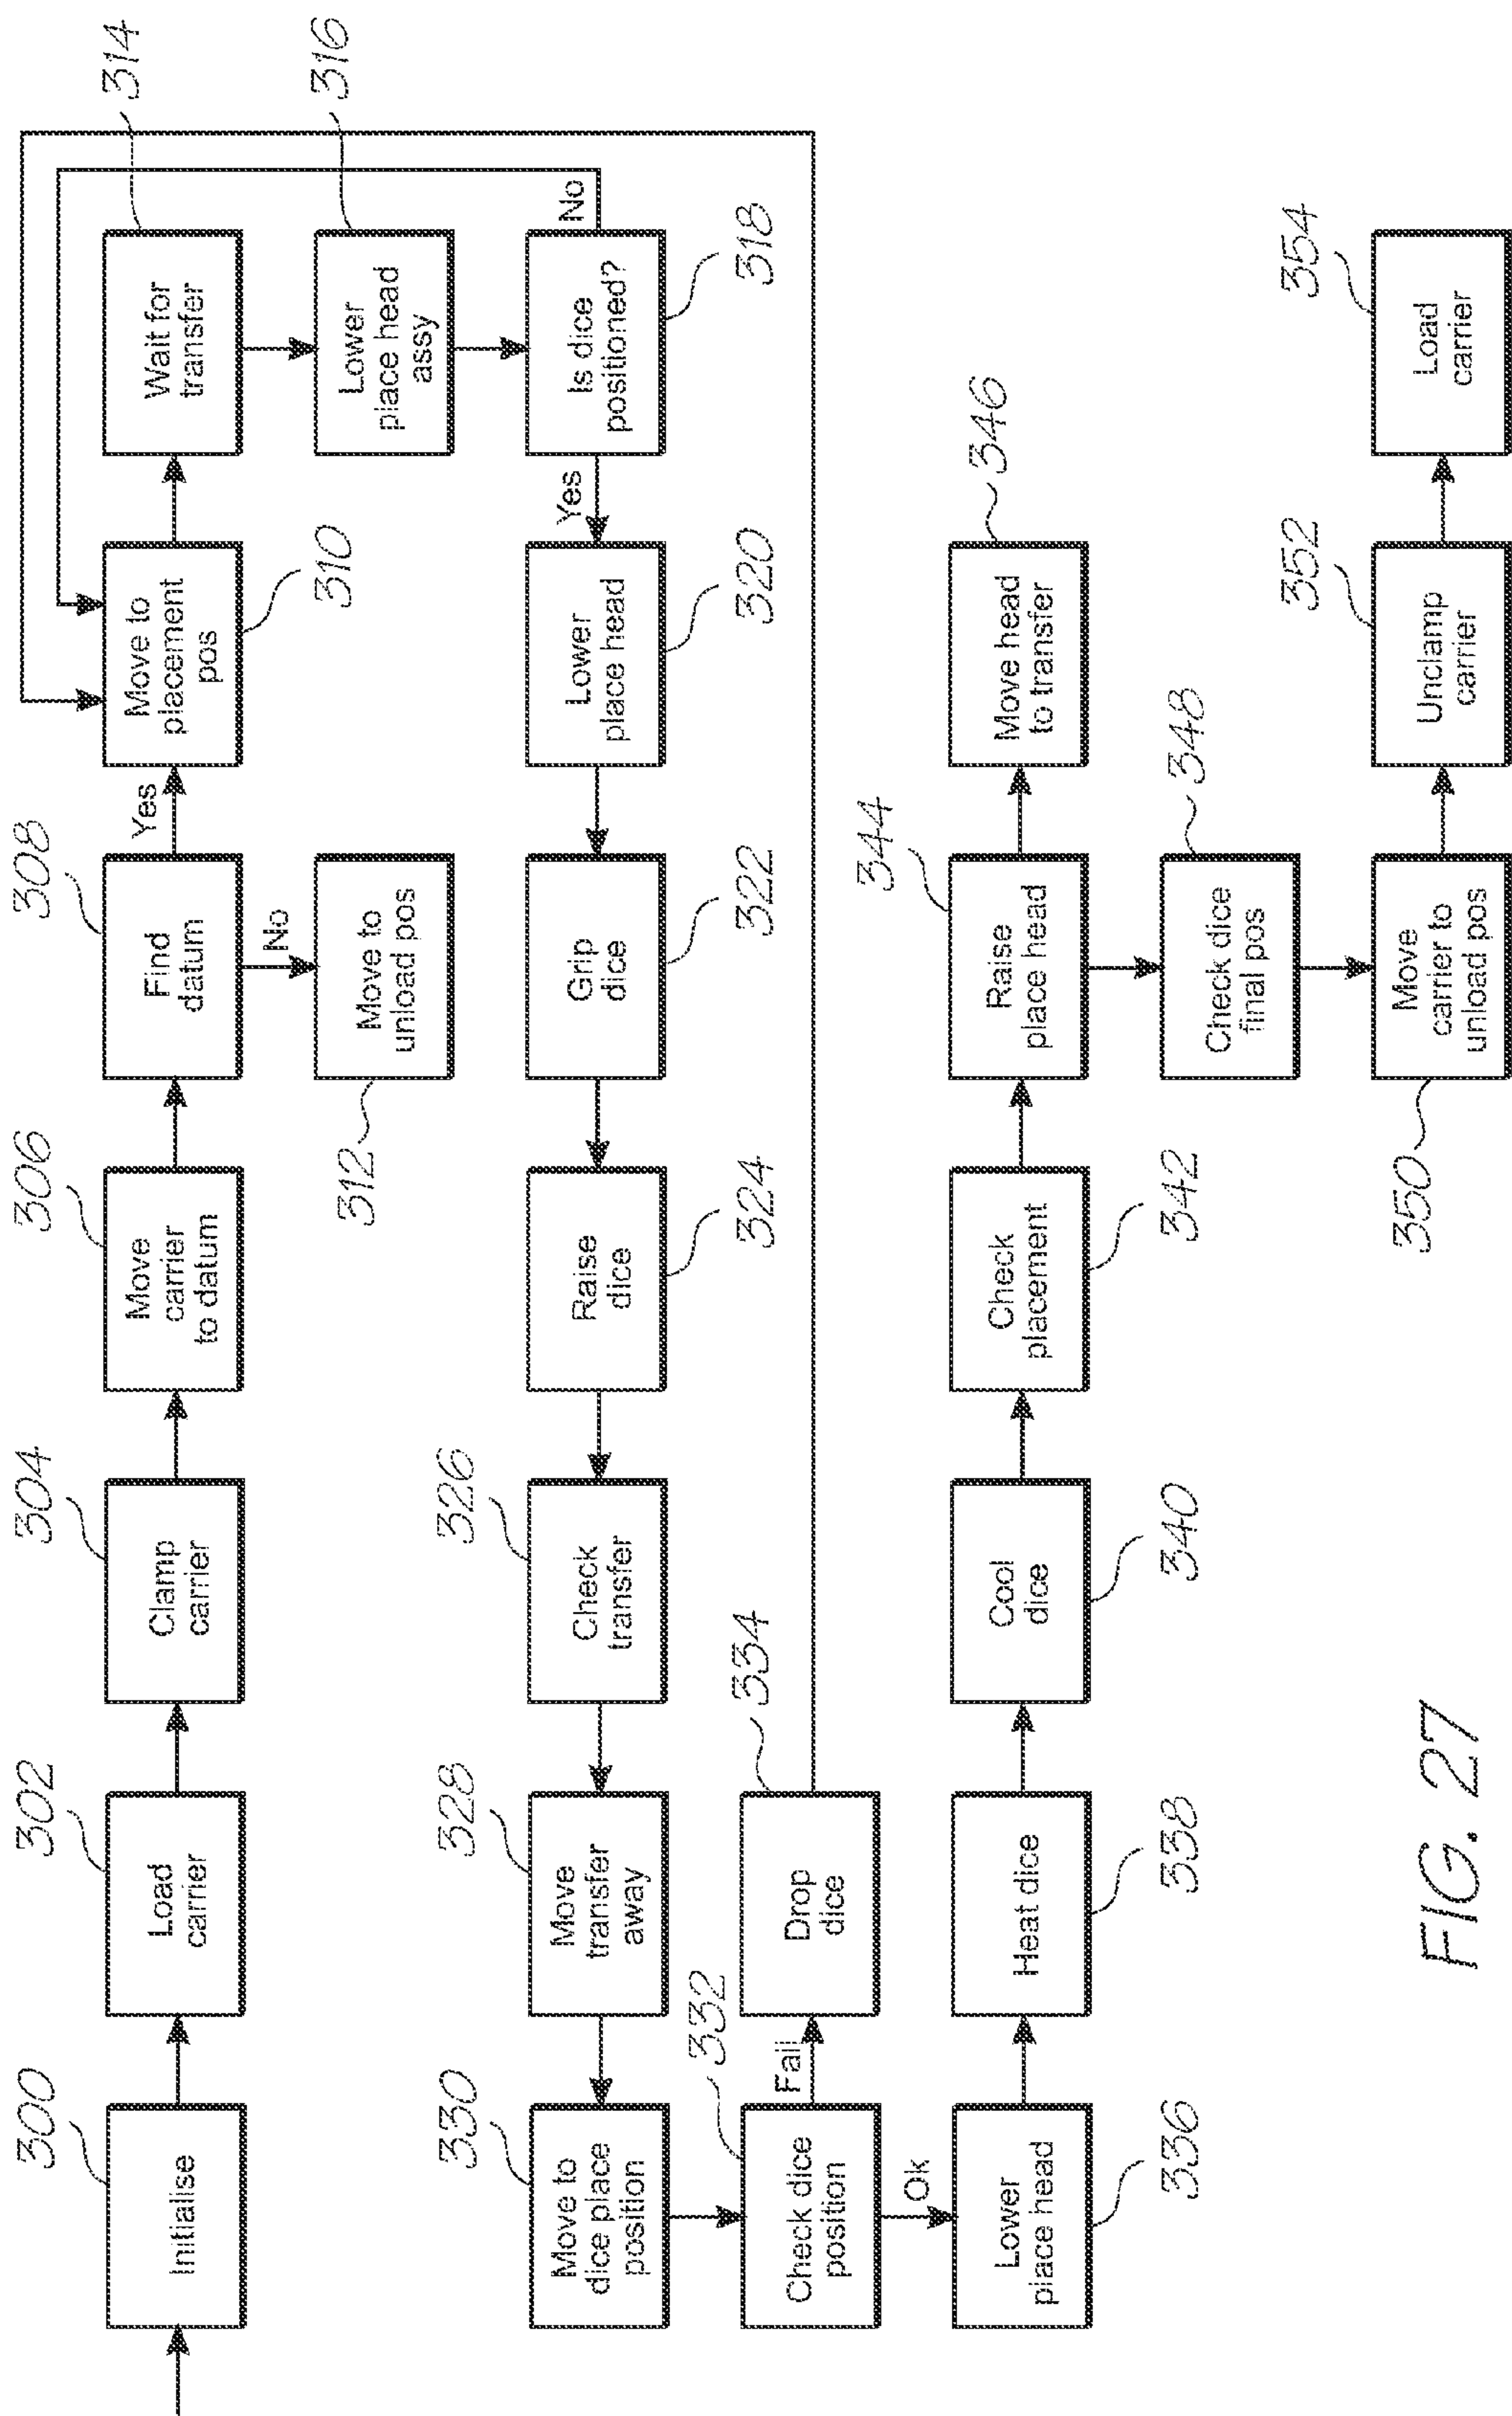 300
Initialise
302
Load
carrier
304
Clamp
carrier
306
Move
carrier
to datum
308
Find
datum
Yes
No
310
Move to
placement
pos
312
Move to
unload pos
314
Wait for
transfer
316
Lower
place head
assy
318
Is dice
positioned?
No
Yes
320
Lower
place head
322
Grip
dice
324
Raise
dice
326
Check
transfer
328
Move
transfer
away
330
Move to
dice place
position
332
Check dice
position
Fail
Ok
334
Drop
dice
336
Lower
place head
338
Heat dice
340
Cool
dice
342
Check
placement
344
Raise
place head
346
Move head
to transfer
348
Check dice
final pos
350
Move
carrier to
unload pos
352
Unclamp
carrier
354
Load
carrier
FIG. 27